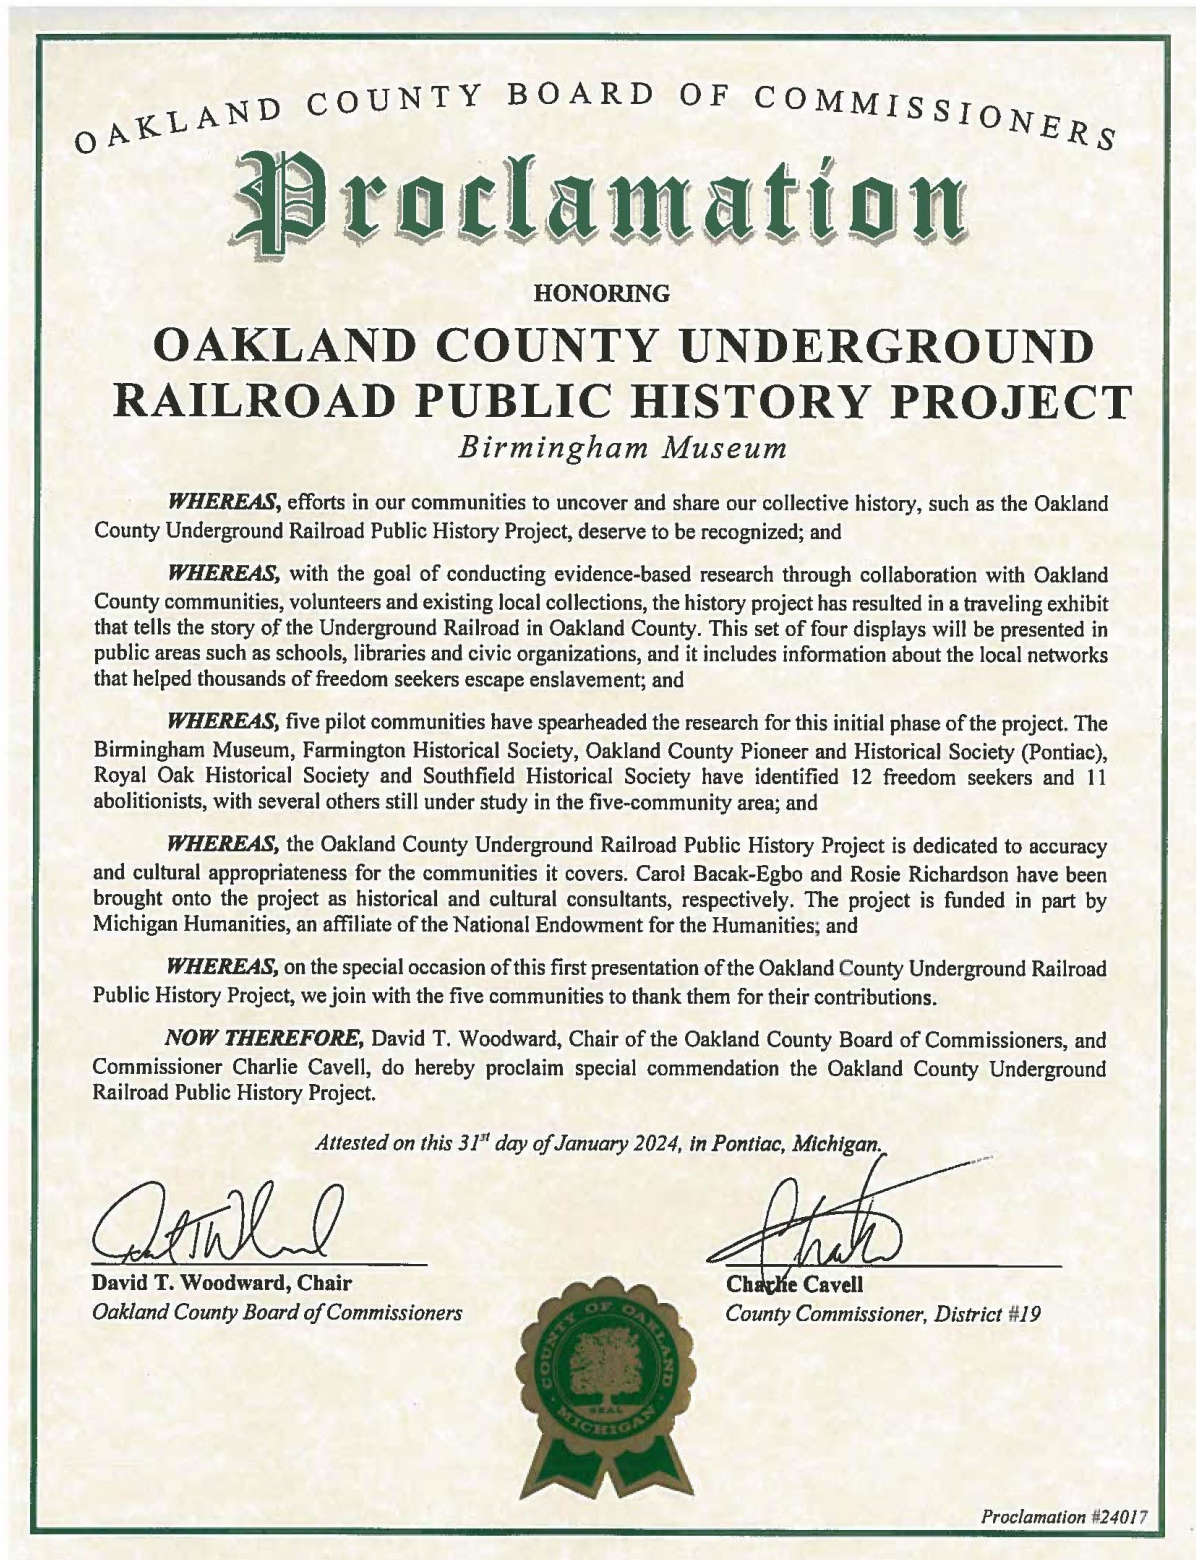 OAKLAND COUNTY BOARD OF COMMISSIONERS
Proclamation
HONORING
OAKLAND COUNTY UNDERGROUND
RAILROAD PUBLIC HISTORY PROJECT
Birmingham Museum
WHEREAS, efforts in our communities to uncover and share our collective history, such as the Oakland
County Underground Railroad Public History Project, deserve to be recognized; and
WHEREAS, with the goal of conducting evidence-based research through collaboration with Oakland
County communities, volunteers and existing local collections, the history project has resulted in a traveling exhibit
that tells the story of the Underground Railroad in Oakland County. This set of four displays will be presented in
public areas such as schools, libraries and civic organizations, and it includes information about the local networks
that helped thousands of freedom seekers escape enslavement; and
WHEREAS, five pilot communities have spearheaded the research for this initial phase of the project. The
Birmingham Museum, Farmington Historical Society, Oakland County Pioneer and Historical Society (Pontiac),
Royal Oak Historical Society and Southfield Historical Society have identified 12 freedom seekers and 11
abolitionists, with several others still under study in the five-community area; and
WHEREAS, the Oakland County Underground Railroad Public History Project is dedicated to accuracy
and cultural appropriateness for the communities it covers. Carol Bacak-Egbo and Rosie Richardson have been
brought onto the project as historical and cultural consultants, respectively. The project is funded in part by
Michigan Humanities, an affiliate of the National Endowment for the Humanities; and
WHEREAS, on the special occasion of this first presentation of the Oakland County Underground Railroad
Public History Project, we join with the five communities to thank them for their contributions.
NOW THEREFORE, David T. Woodward, Chair of the Oakland County Board of Commissioners, and
Commissioner Charlie Cavell, do hereby proclaim special commendation the Oakland County Underground
Railroad Public History Project.
Attested on this 31st day of January 2024, in Pontiac, Michigan.
David T. Woodward, Chair
Oakland County Board of Commissioners
Charlie Cavell
County Commissioner, District #19
COUNTY OF OAKLAND
SEAL
MICHIGAN
Proclamation #24017